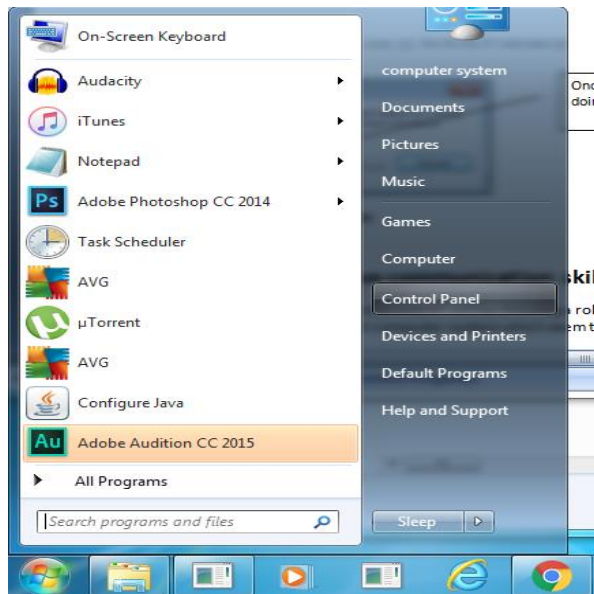 On-Screen Keyboard
Audacity
iTunes
Notepad
Ps Adobe Photoshop CC 2014
Task Scheduler
AVG
µTorrent
AVG
Configure Java
Au Adobe Audition CC 2015
All Programs
Search programs and files
computer system
Documents
Pictures
Music
Games
Computer
Control Panel
Devices and Printers
Default Programs
Help and Support
Sleep